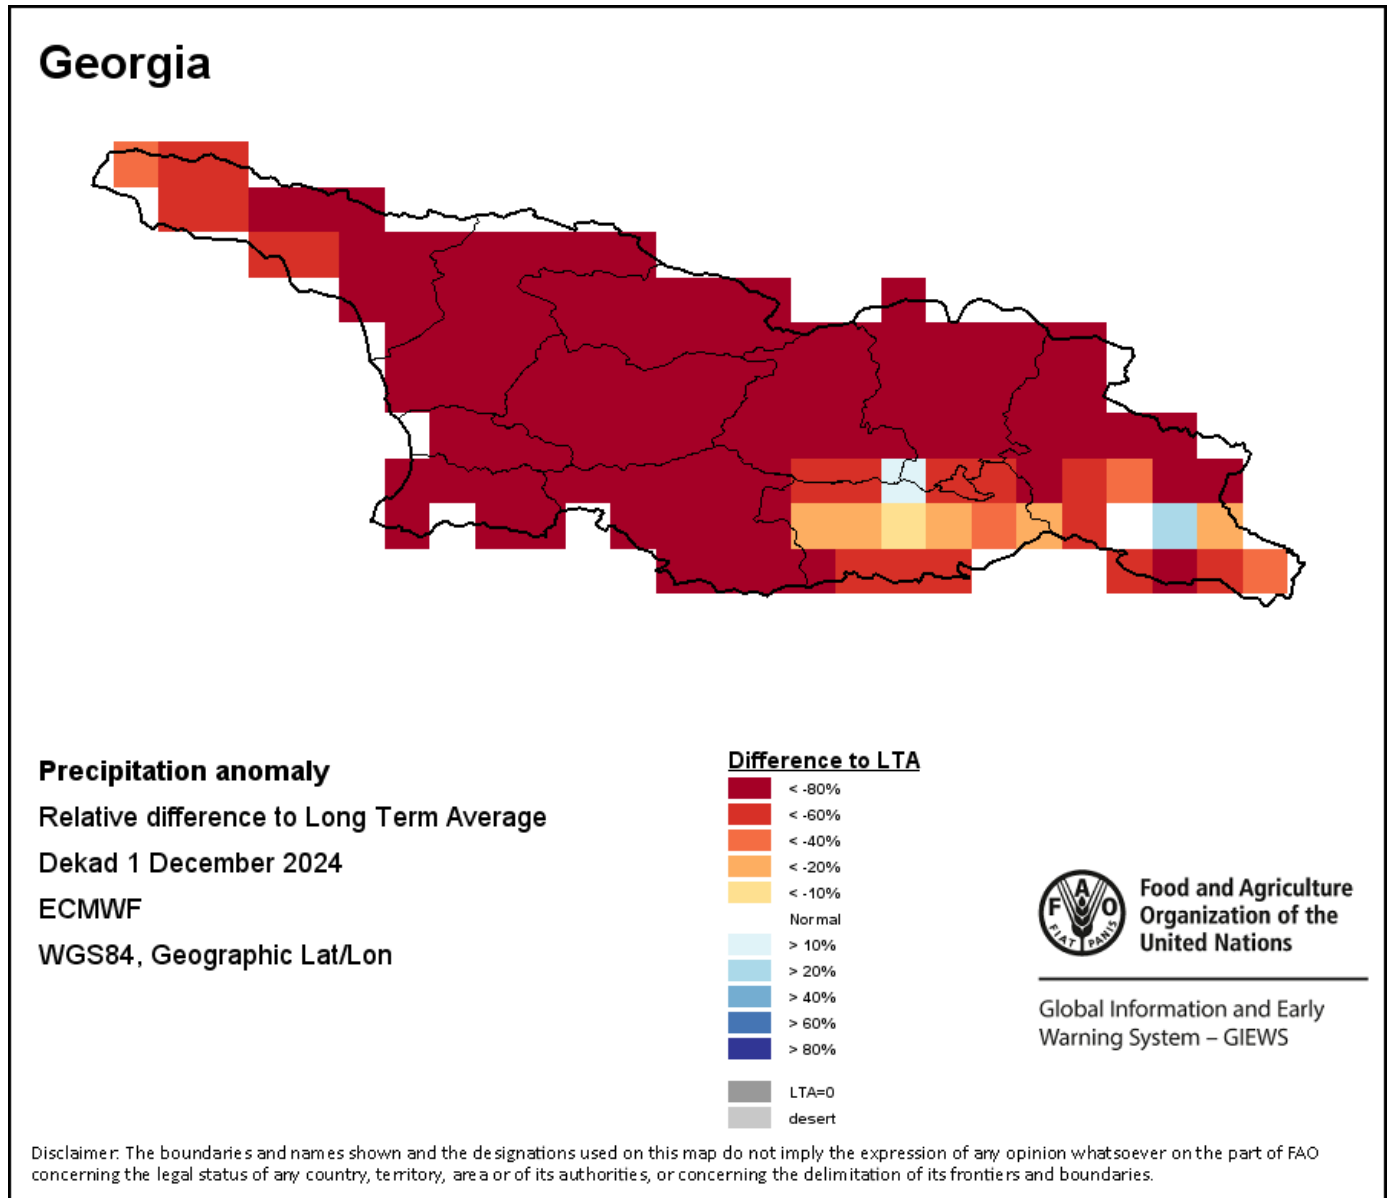 Georgia
Precipitation anomaly
Relative difference to Long Term Average
Dekad 1 December 2024
ECMWF
WGS84, Geographic Lat/Lon
Difference to LTA
< -80%
< -60%
< -40%
< -20%
< -10%
Normal
> 10%
> 20%
> 40%
> 60%
> 80%
LTA=0
desert
F A O
FIAT PANIS
Food and Agriculture
Organization of the
United Nations
Global Information and Early
Warning System – GIEWS
Disclaimer: The boundaries and names shown and the designations used on this map do not imply the expression of any opinion whatsoever on the part of FAO
concerning the legal status of any country, territory, area or of its authorities, or concerning the delimitation of its frontiers and boundaries.